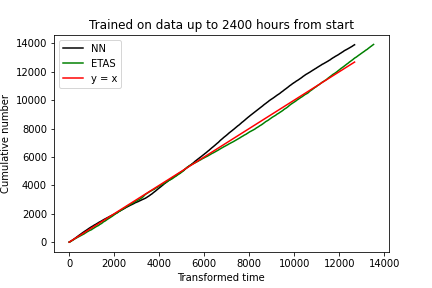 Trained on data up to 2400 hours from start
14000
12000
10000
8000
6000
4000
2000
0
Cumulative number
NN
ETAS
y = x
0 2000 4000 6000 8000 10000 12000 14000
Transformed time